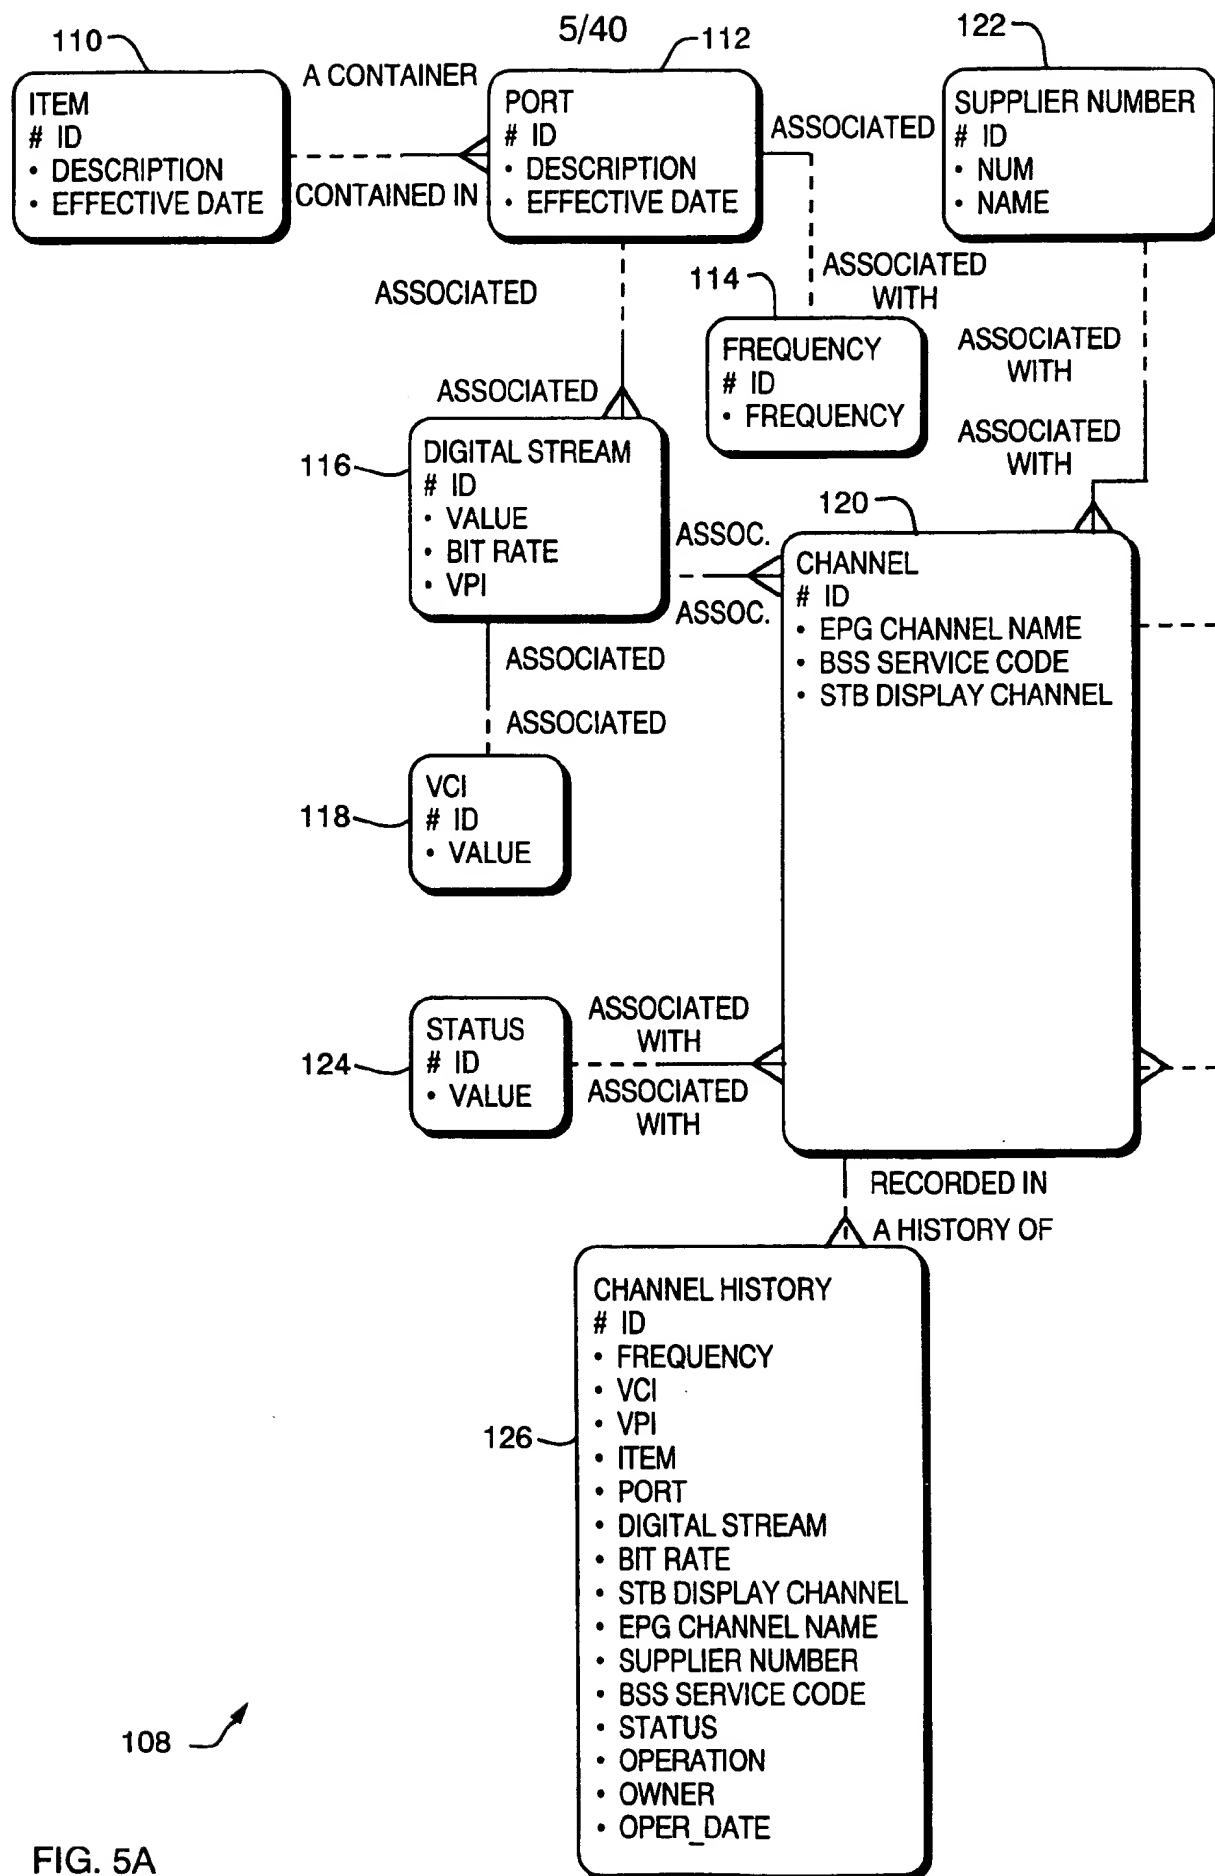 5/40
110
112
122
ITEM
# ID
• DESCRIPTION
• EFFECTIVE DATE
A CONTAINER
CONTAINED IN
PORT
# ID
• DESCRIPTION
• EFFECTIVE DATE
ASSOCIATED
SUPPLIER NUMBER
# ID
• NUM
• NAME
ASSOCIATED
114
ASSOCIATED
WITH
FREQUENCY
# ID
• FREQUENCY
ASSOCIATED
WITH
ASSOCIATED
WITH
ASSOCIATED
116
DIGITAL STREAM
# ID
• VALUE
• BIT RATE
• VPI
ASSOC.
ASSOC.
120
CHANNEL
# ID
• EPG CHANNEL NAME
• BSS SERVICE CODE
• STB DISPLAY CHANNEL
ASSOCIATED
ASSOCIATED
118
VCI
# ID
• VALUE
124
STATUS
# ID
• VALUE
ASSOCIATED
WITH
ASSOCIATED
WITH
RECORDED IN
A HISTORY OF
126
CHANNEL HISTORY
# ID
• FREQUENCY
• VCI
• VPI
• ITEM
• PORT
• DIGITAL STREAM
• BIT RATE
• STB DISPLAY CHANNEL
• EPG CHANNEL NAME
• SUPPLIER NUMBER
• BSS SERVICE CODE
• STATUS
• OPERATION
• OWNER
• OPER_DATE
108
FIG. 5A